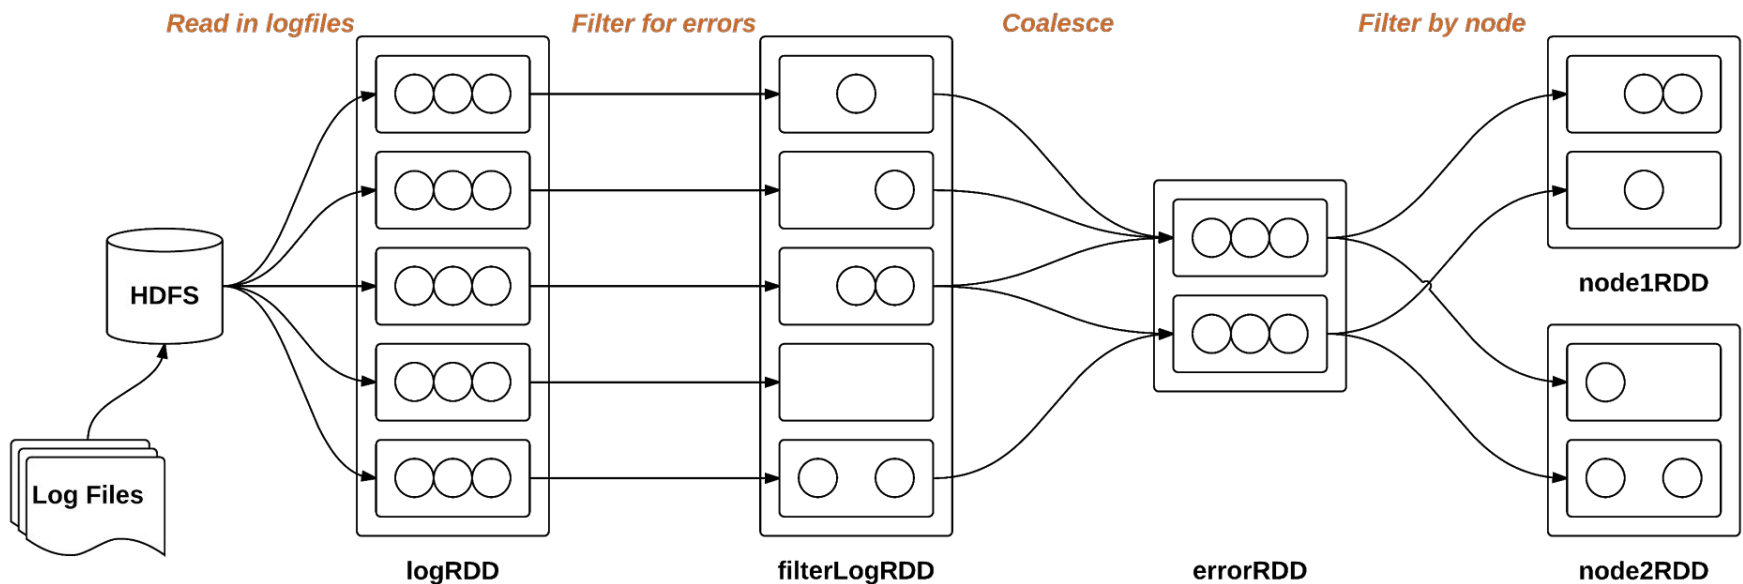 Read in logfiles
Filter for errors
Coalesce
Filter by node
HDFS
Log Files
logRDD
filterLogRDD
errorRDD
node1RDD
node2RDD